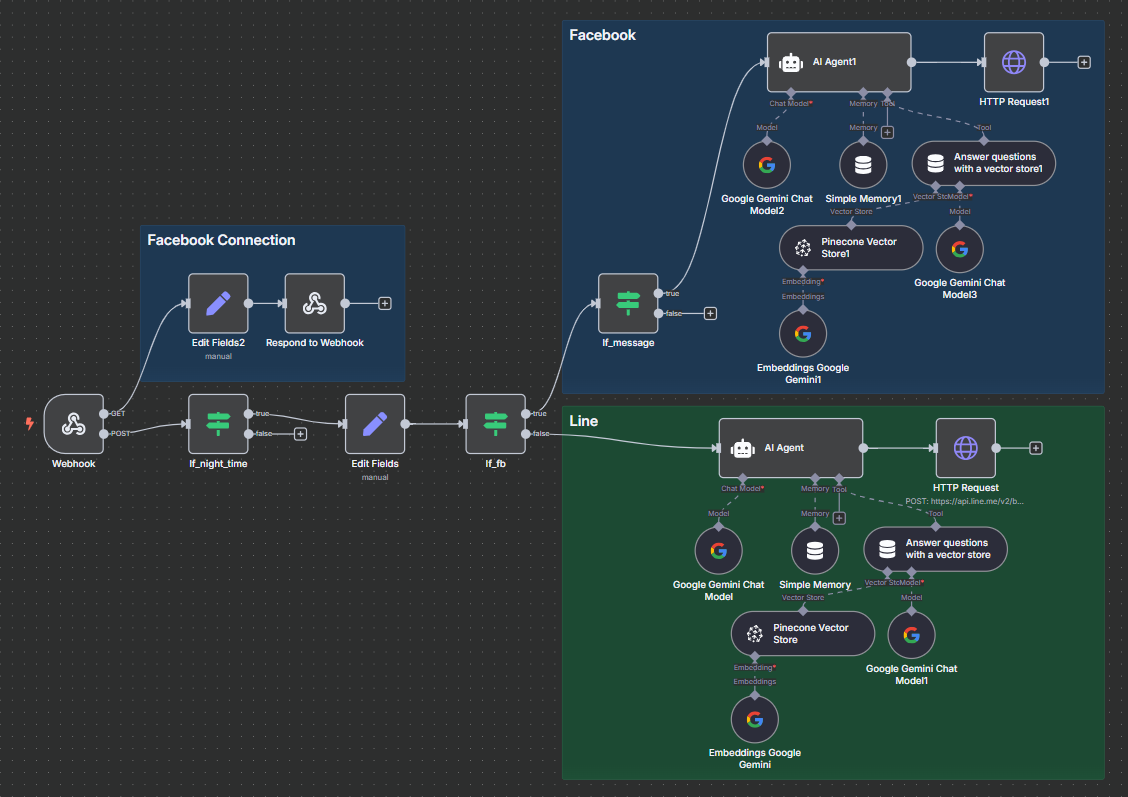 Facebook
AI Agent1
HTTP Request1
Chat Model*
Memory
Tool
Model
Memory
Tool
Google Gemini Chat
Model2
Simple Memory1
Answer questions
with a vector store1
Vector Store
Model*
Vector Store
Model
Pinecone Vector
Store1
Google Gemini Chat
Model3
Embedding*
Embeddings
Embeddings Google
Gemini1
If_message
true
false
Facebook Connection
Edit Fields2
manual
Respond to Webhook
Webhook
GET
POST
If_night_time
true
false
Edit Fields
manual
If_fb
true
false
Line
AI Agent
HTTP Request
POST: https://api.line.me/v2/b...
Chat Model*
Memory
Tool
Model
Memory
Tool
Google Gemini Chat
Model
Simple Memory
Answer questions
with a vector store
Model*
Vector Store
Model
Pinecone Vector
Store
Google Gemini Chat
Model1
Embedding*
Embeddings
Embeddings Google
Gemini